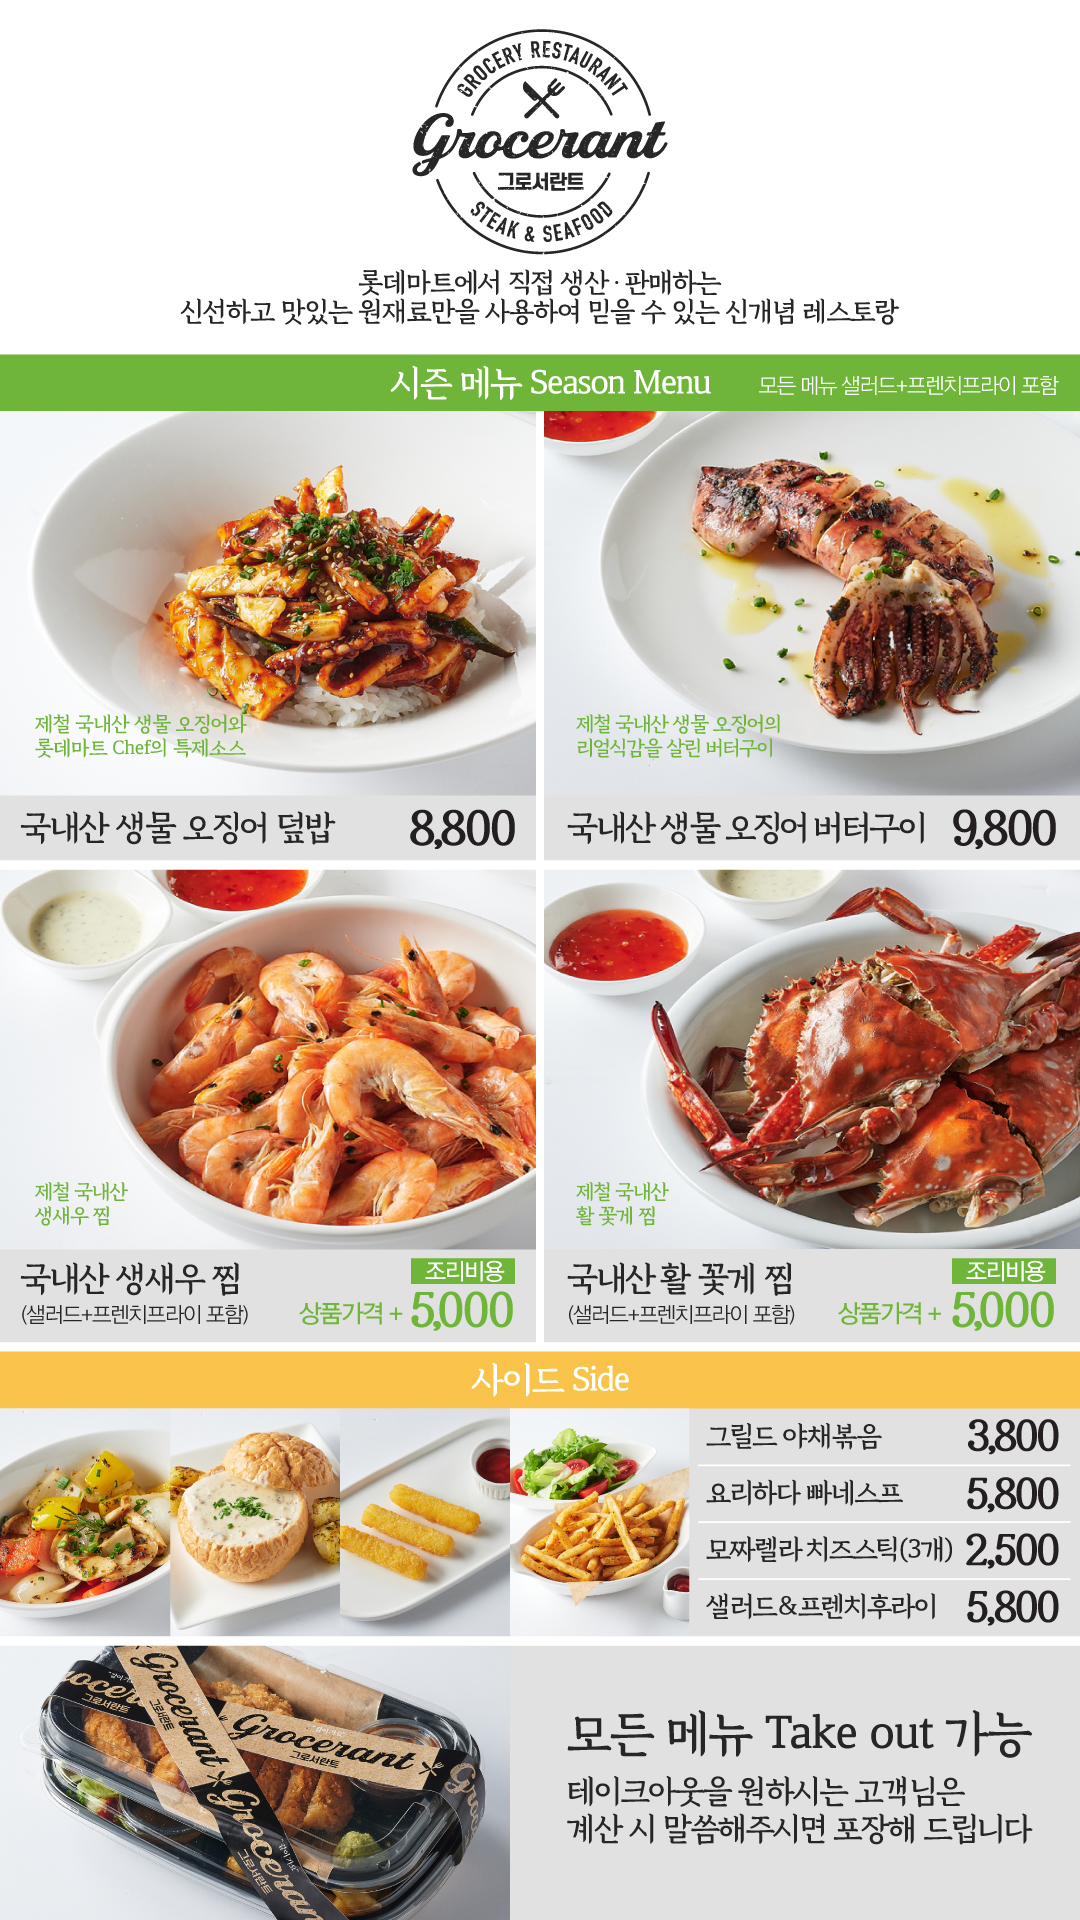 GROCERY RESTAURANT
Grocerant
그로서란트
STEAK & SEAFOOD
롯데마트에서 직접 생산·판매하는
신선하고 맛있는 원재료만을 사용하여 믿을 수 있는 신개념 레스토랑
시즌 메뉴 Season Menu 모든 메뉴 샐러드+프렌치프라이 포함
제철 국내산 생물 오징어와
롯데마트 Chef의 특제소스
국내산 생물 오징어 덮밥 8,800
제철 국내산 생물 오징어의
리얼식감을 살린 버터구이
국내산 생물 오징어 버터구이 9,800
제철 국내산
생새우 찜
국내산 생새우 찜
(샐러드+프렌치프라이 포함)
조리비용
상품가격 + 5,000
제철 국내산
활 꽃게 찜
국내산 활 꽃게 찜
(샐러드+프렌치프라이 포함)
조리비용
상품가격 + 5,000
사이드 Side
그릴드 야채볶음 3,800
요리하다 빠네스프 5,800
모짜렐라 치즈스틱(3개) 2,500
샐러드&프렌치후라이 5,800
Grocerant
그로서란트
Grocerant
그로서란트
모든 메뉴 Take out 가능
테이크아웃을 원하시는 고객님은
계산 시 말씀해주시면 포장해 드립니다